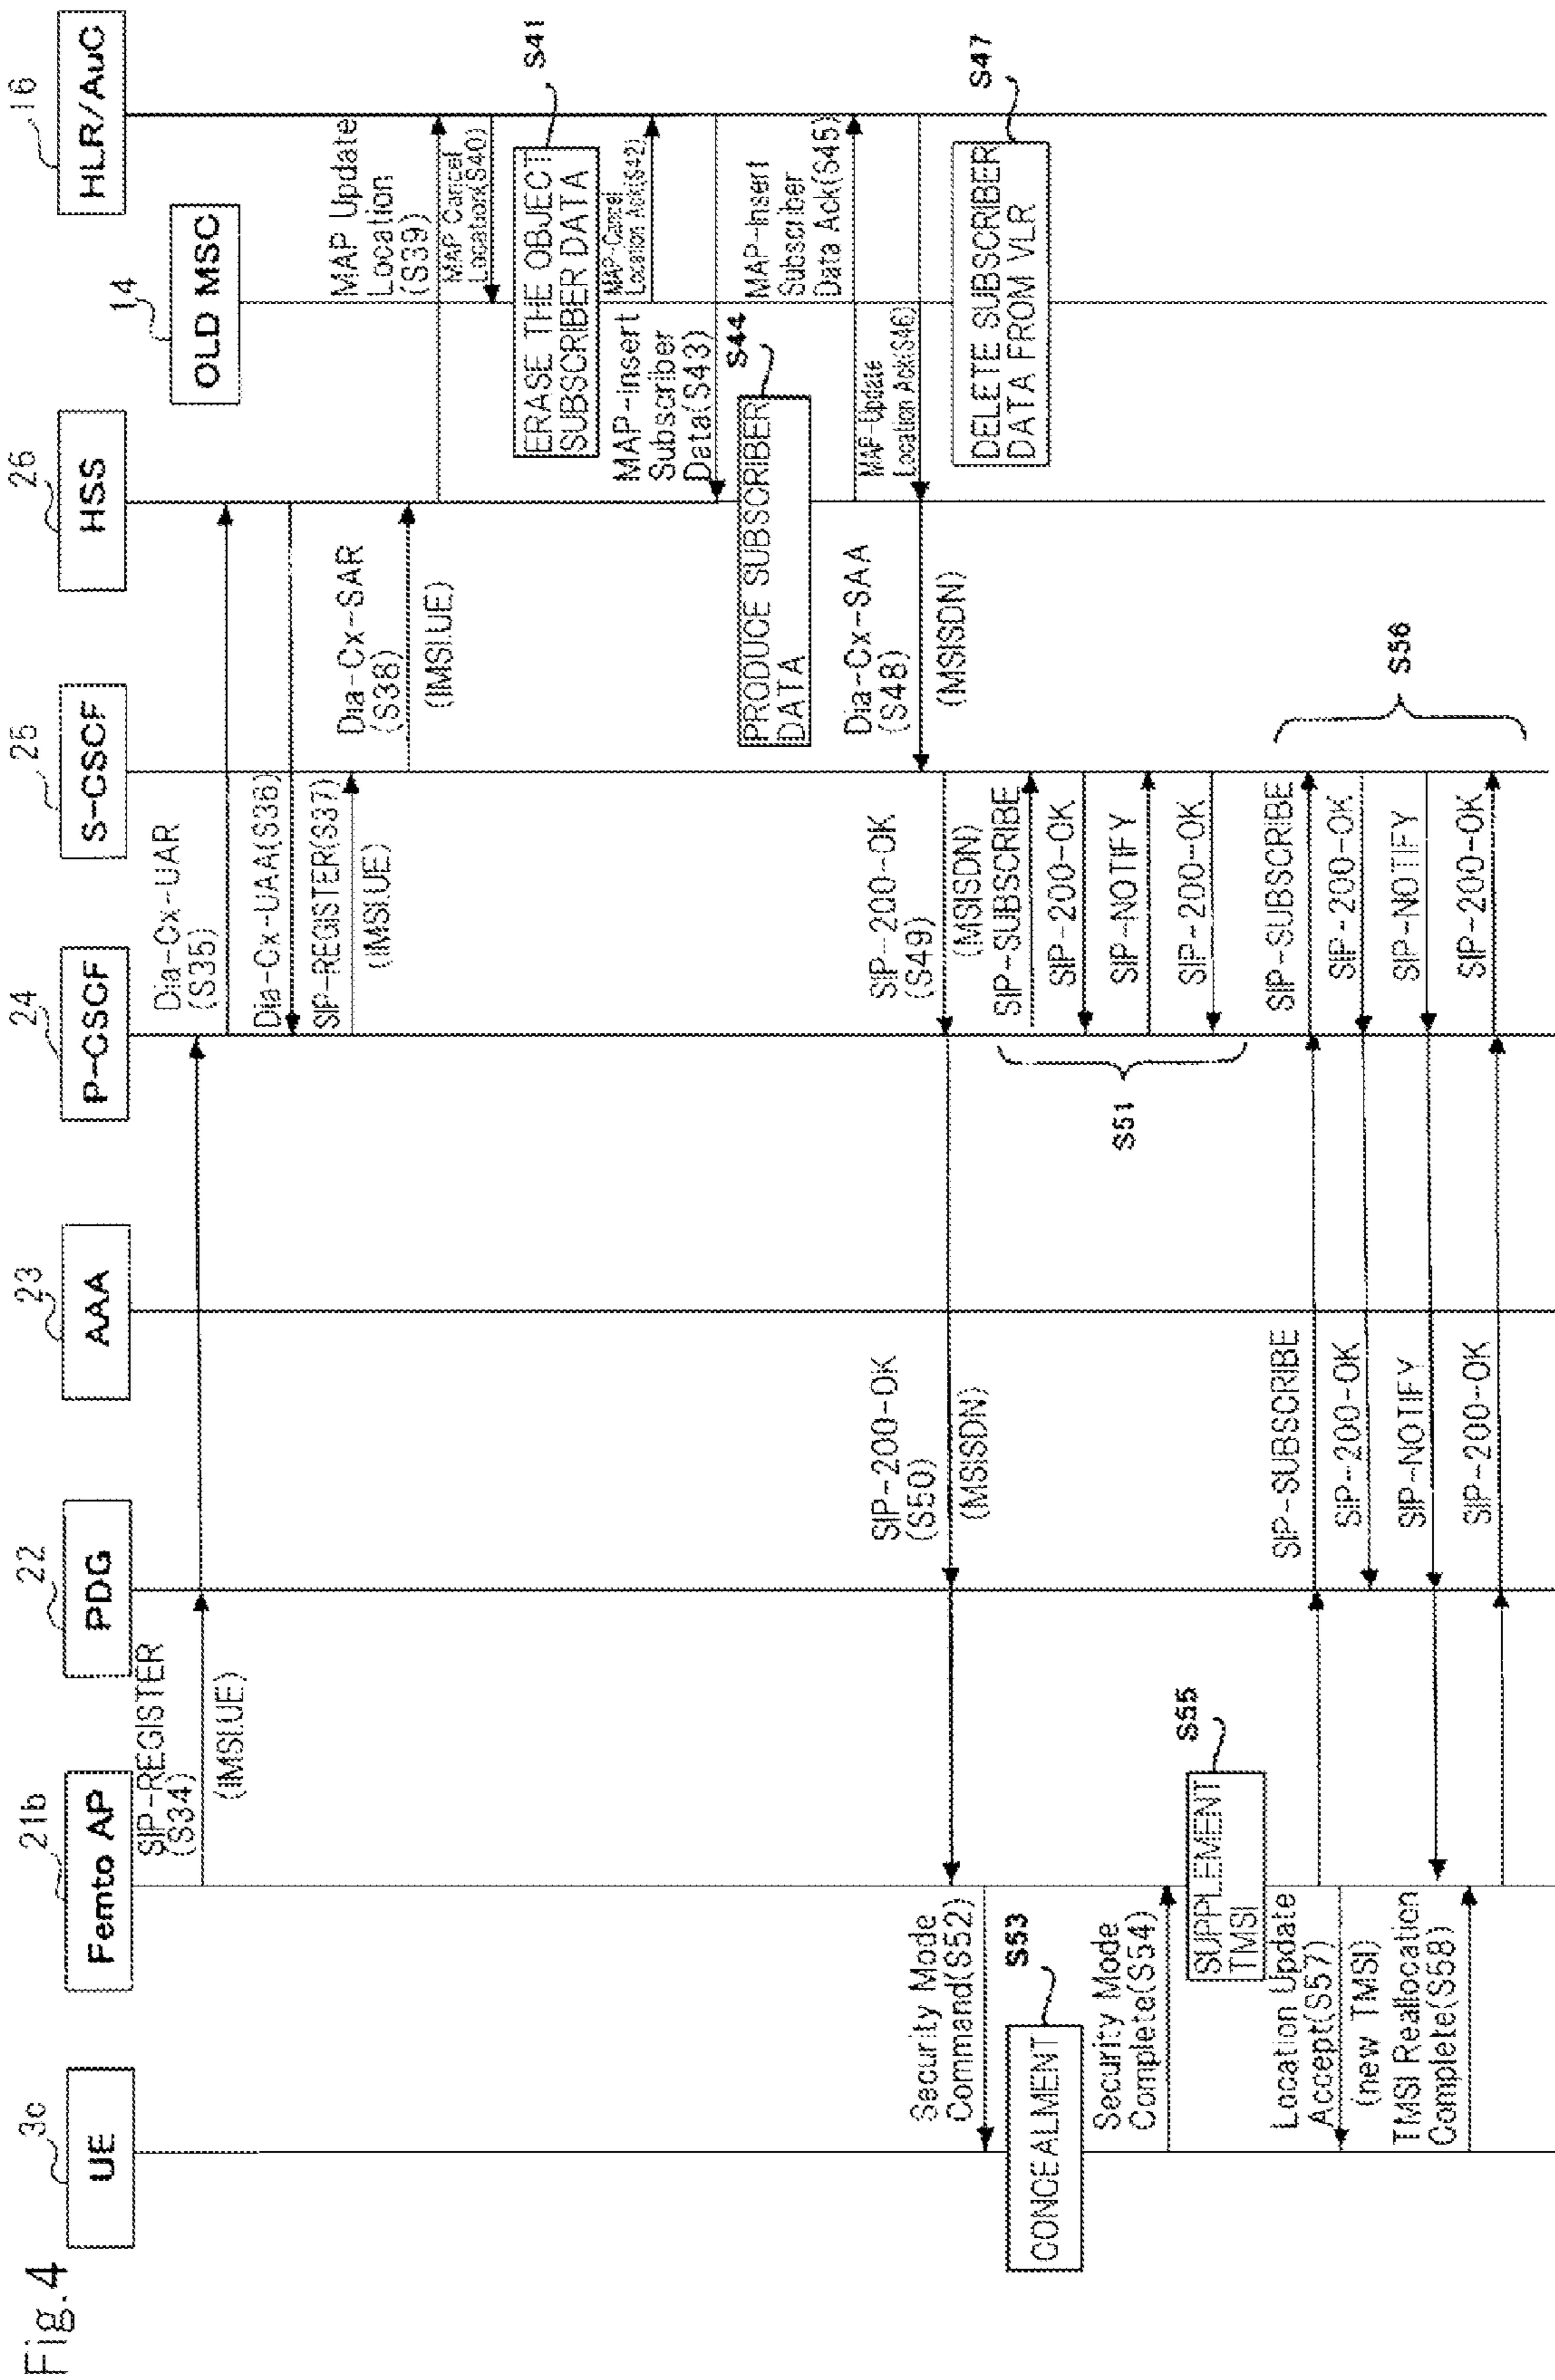 Fig.4
3c
UE
21b
Femto AP
22
PDG
23
AAA
24
P-CSCF
25
S-CSCF
26
HSS
14
OLD MSC
16
HLR/AuC
SIP-REGISTER
(S34)
(IMSI.UE)
Dia-Cx-UAR
(S35)
Dia-Cx-UAA(S36)
SIP-REGISTER(S37)
(IMSI.UE)
Dia-Cx-SAR
(S38)
(IMSI.UE)
MAP Update
Location
(S39)
MAP Cancel
Location(S40)
S41
ERASE THE OBJECT
SUBSCRIBER DATA
MAP-Cancel
Location Ack(S42)
MAP-insert
Subscriber
Data(S43)
S44
PRODUCE SUBSCRIBER
DATA
MAP-Insert
Subscriber
Data Ack(S45)
MAP-Update
Location Ack(S46)
S47
DELETE SUBSCRIBER
DATA FROM VLR
Dia-Cx-SAA
(S48)
(MSISDN)
SIP-200-OK
(S49)
(MSISDN)
SIP-200-OK
(S50)
(MSISDN)
SIP-SUBSCRIBE
SIP-200-OK
SIP-NOTIFY
SIP-200-OK
S51
Security Mode
Command(S52)
S53
CONCEALMENT
Security Mode
Complete(S54)
S55
SUPPLEMENT
TMSI
SIP-SUBSCRIBE
SIP-SUBSCRIBE
SIP-200-OK
SIP-200-OK
SIP-NOTIFY
SIP-NOTIFY
SIP-200-OK
SIP-200-OK
S56
Location Update
Accept(S57)
(new TMSI)
TMSI Reallocation
Complete(S58)